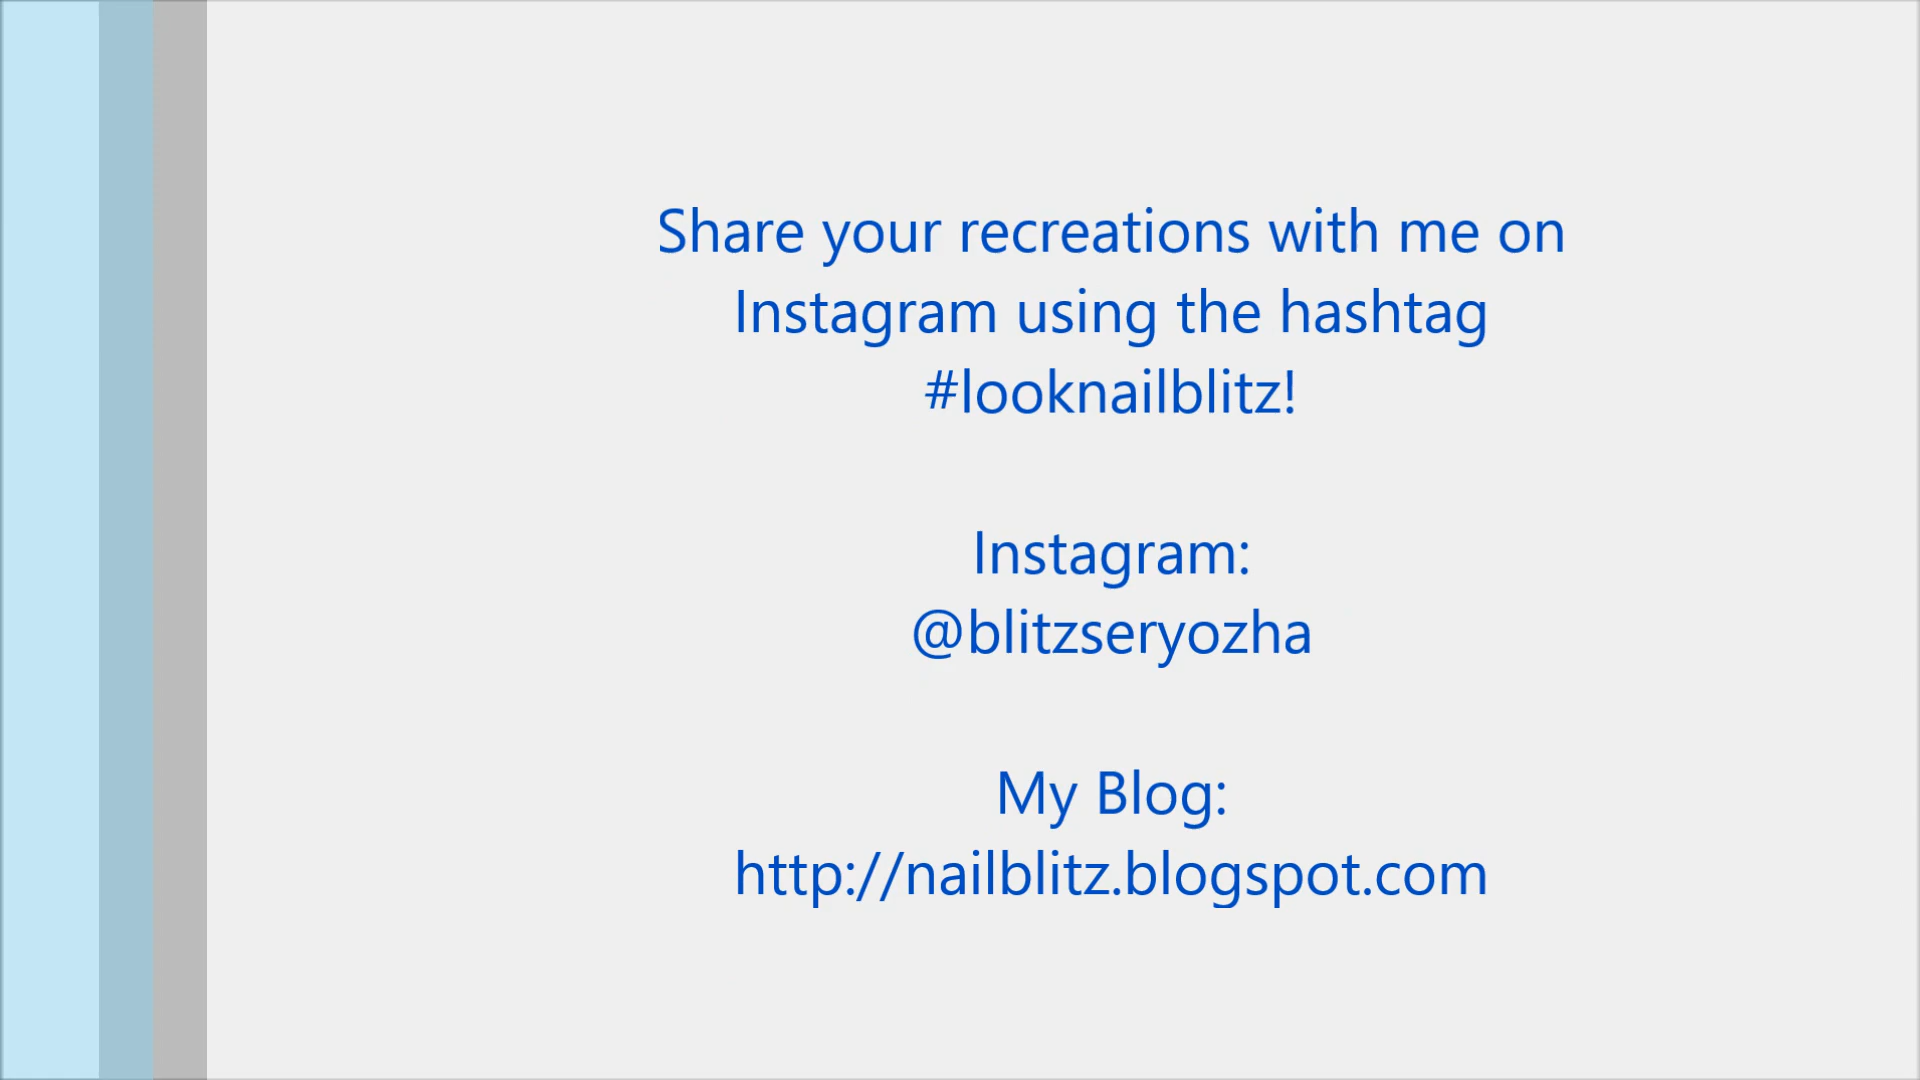 Share your recreations with me on
Instagram using the hashtag
#looknailblitz!
Instagram:
@blitzseryozha
My Blog:
http://nailblitz.blogspot.com